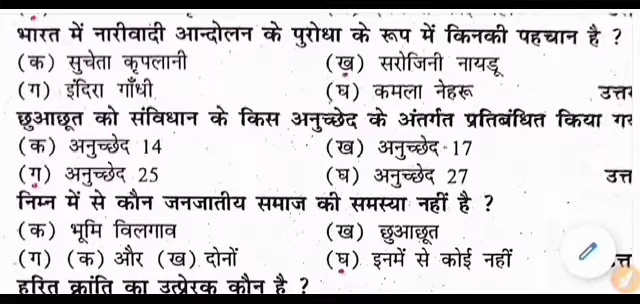 भारत में नारीवादी आन्दोलन के पुरोधा के रूप में किनकी पहचान है ?
(क) सुचेता कृपलानी (ख) सरोजिनी नायडू
(ग) इंदिरा गाँधी (घ) कमला नेहरू उत्तर
छुआछूत को संविधान के किस अनुच्छेद के अंतर्गत प्रतिबंधित किया
(क) अनुच्छेद 14 (ख) अनुच्छेद 17
(ग) अनुच्छेद 25 (घ) अनुच्छेद 27
निम्न में से कौन जनजातीय समाज की समस्या नहीं है ?
(क) भूमि विलगाव (ख) छुआछूत
(ग) (क) और (ख) दोनों (घ) इनमें से कोई नहीं
हरित क्रांति का उत्प्रेरक कौन है ?